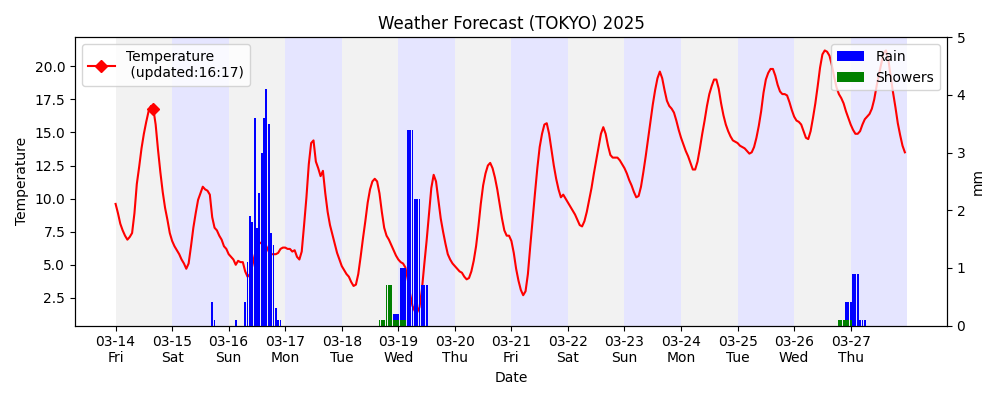 Weather Forecast (TOKYO) 2025
Temperature
(updated:16:17)
Rain
Showers
Temperature
20.0
17.5
15.0
12.5
10.0
7.5
5.0
2.5
5
4
3
2
1
0
mm
03-14 03-15 03-16 03-17 03-18 03-19 03-20 03-21 03-22 03-23 03-24 03-25 03-26 03-27
Fri Sat Sun Mon Tue Wed Thu Fri Sat Sun Mon Tue Wed Thu
Date